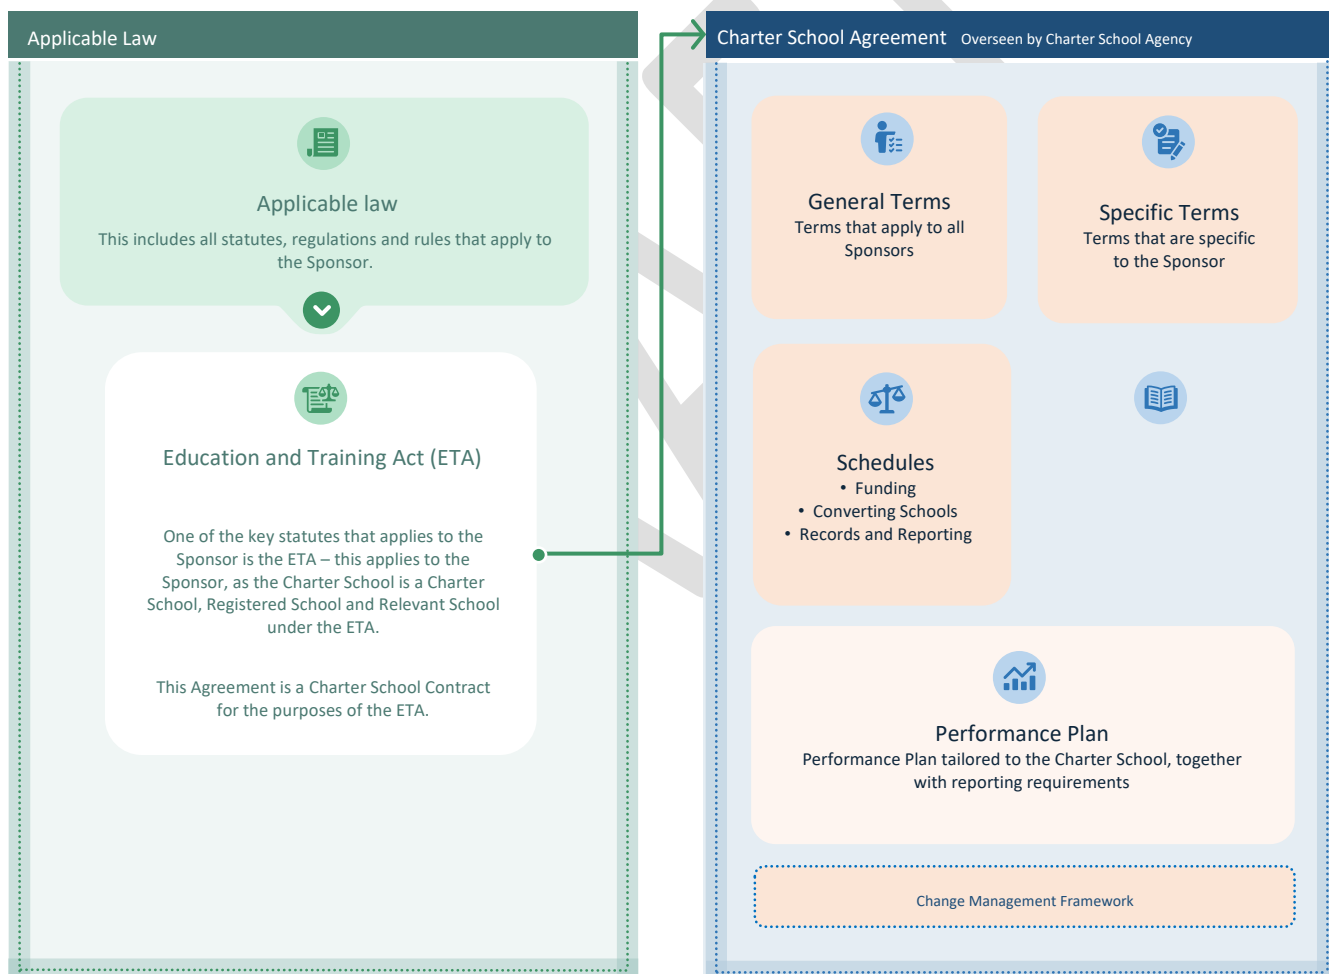 Applicable Law
Applicable law
This includes all statutes, regulations and rules that apply to
the Sponsor.
Education and Training Act (ETA)
One of the key statutes that applies to the
Sponsor is the ETA – this applies to the
Sponsor, as the Charter School is a Charter
School, Registered School and Relevant School
under the ETA.
This Agreement is a Charter School Contract
for the purposes of the ETA.
Charter School Agreement Overseen by Charter School Agency
General Terms
Terms that apply to all
Sponsors
Specific Terms
Terms that are specific
to the Sponsor
Schedules
• Funding
• Converting Schools
• Records and Reporting
Performance Plan
Performance Plan tailored to the Charter School, together
with reporting requirements
Change Management Framework